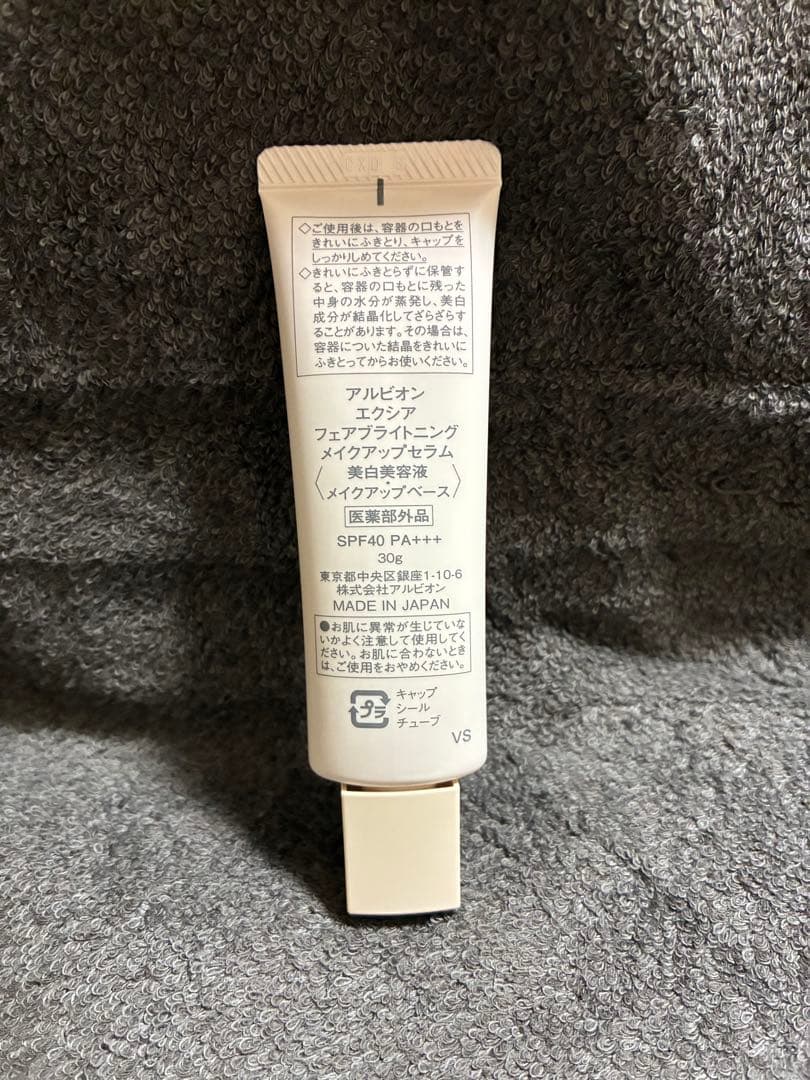 ◇ご使用後は、容器の口もとを
きれいにふきとり、キャップを
しっかりしめてください。
◇きれいにふきとらずに保管す
ると、容器の口もとに残った
中身の水分が蒸発し、美白
成分が結晶化してざらざら
することがあります。その場合は、
容器についた結晶をきれいに
ふきとってからお使いください。
アルビオン
エクシア
フェアブライトニング
メイクアップセラム
〈美白美容液・
メイクアップベース〉
医薬部外品
SPF40 PA+++
30g
東京都中央区銀座1-10-6
株式会社アルビオン
MADE IN JAPAN
●お肌に異常が生じていな
いかよく注意して使用してく
ださい。お肌に合わないとき
は、ご使用をおやめください。
プラ
キャップ
シール
チューブ
VS